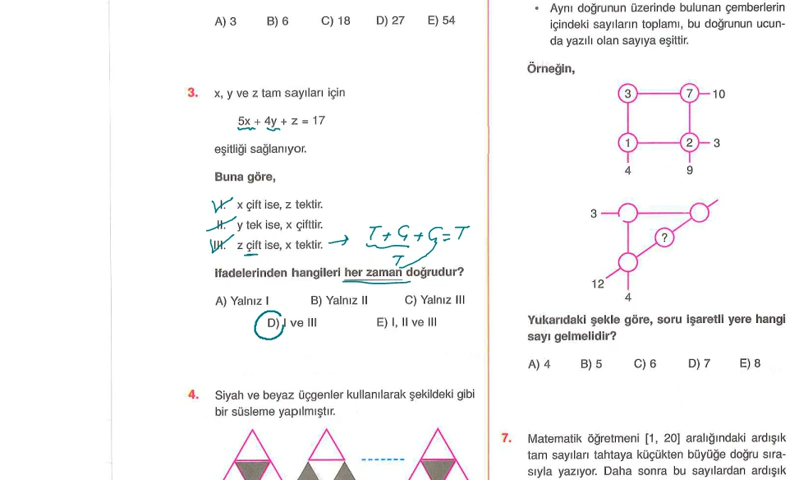 A) 3 B) 6 C) 18 D) 27 E) 54
3. x, y ve z tam sayıları için
5x + 4y + z = 17
eşitliği sağlanıyor.
Buna göre,
I. x çift ise, z tektir.
II. y tek ise, x çifttir.
III. z çift ise, x tektir. → T+Ç+Ç=T
T
ifadelerinden hangileri her zaman doğrudur?
A) Yalnız I B) Yalnız II C) Yalnız III
D) I ve III E) I, II ve III
4. Siyah ve beyaz üçgenler kullanılarak şekildeki gibi
bir süsleme yapılmıştır.
• Aynı doğrunun üzerinde bulunan çemberlerin
içindeki sayıların toplamı, bu doğrunun ucun-
da yazılı olan sayıya eşittir.
Örneğin,
3 7 10
1 2 3
4 9
3
?
12
4
Yukarıdaki şekle göre, soru işaretli yere hangi
sayı gelmelidir?
A) 4 B) 5 C) 6 D) 7 E) 8
7. Matematik öğretmeni [1, 20] aralığındaki ardışık
tam sayıları tahtaya küçükten büyüğe doğru sıra-
sıyla yazıyor. Daha sonra bu sayılardan ardışık